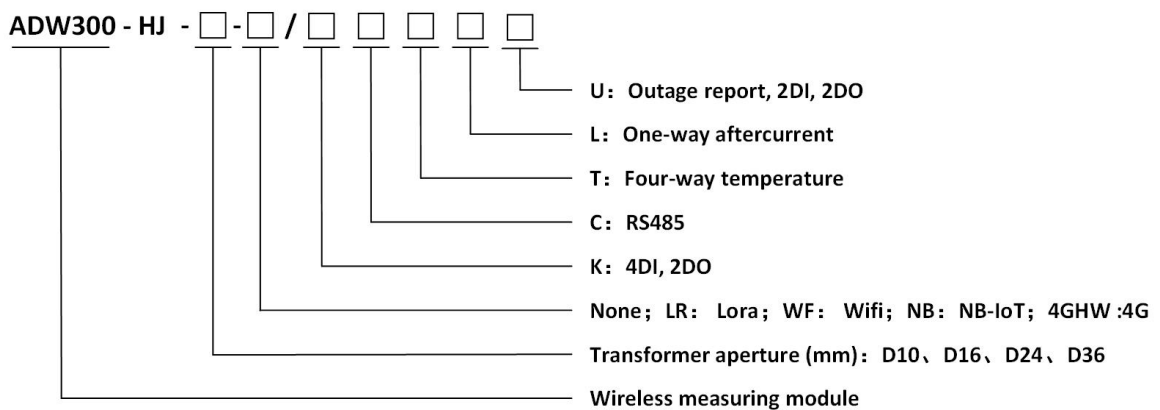 ADW300 - HJ - □ - □ / □ □ □ □ □
U：Outage report, 2DI, 2DO
L：One-way aftercurrent
T：Four-way temperature
C：RS485
K：4DI, 2DO
None；LR： Lora；WF： Wifi；NB：NB-IoT；4GHW :4G
Transformer aperture (mm)：D10、D16、D24、D36
Wireless measuring module